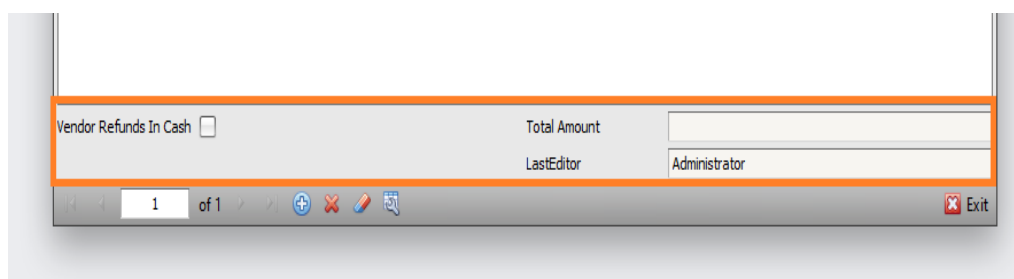 Vendor Refunds In Cash Total Amount
LastEditor Administrator
1 of 1 Exit